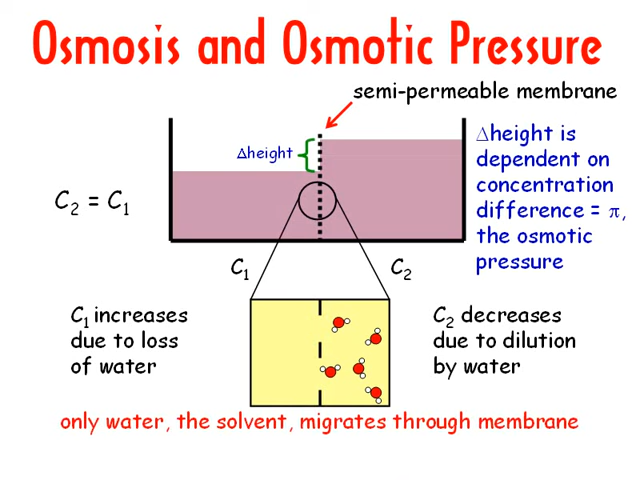 Osmosis and Osmotic Pressure
semi-permeable membrane
Δheight
Δheight is
dependent on
concentration
difference = π,
the osmotic
pressure
C₂ = C₁
C₁
C₂
C₁ increases
due to loss
of water
C₂ decreases
due to dilution
by water
only water, the solvent, migrates through membrane